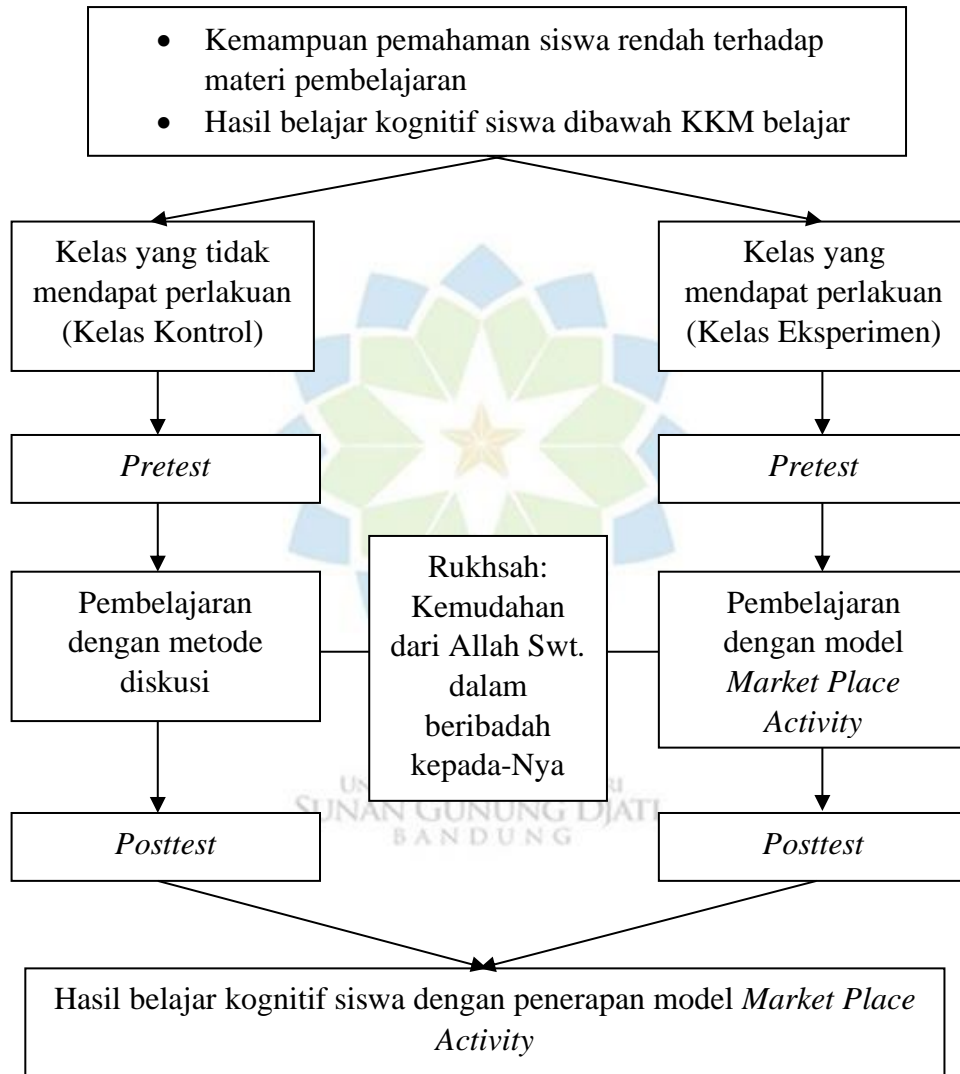 • Kemampuan pemahaman siswa rendah terhadap
materi pembelajaran
• Hasil belajar kognitif siswa dibawah KKM belajar
Kelas yang tidak
mendapat perlakuan
(Kelas Kontrol)
Kelas yang
mendapat perlakuan
(Kelas Eksperimen)
Pretest
Pretest
Pembelajaran
dengan metode
diskusi
Rukhsah:
Kemudahan
dari Allah Swt.
dalam
beribadah
kepada-Nya
Pembelajaran
dengan model
Market Place
Activity
SUNAN GUNUNG DJATI
BANDUNG
Posttest
Posttest
Hasil belajar kognitif siswa dengan penerapan model Market Place
Activity